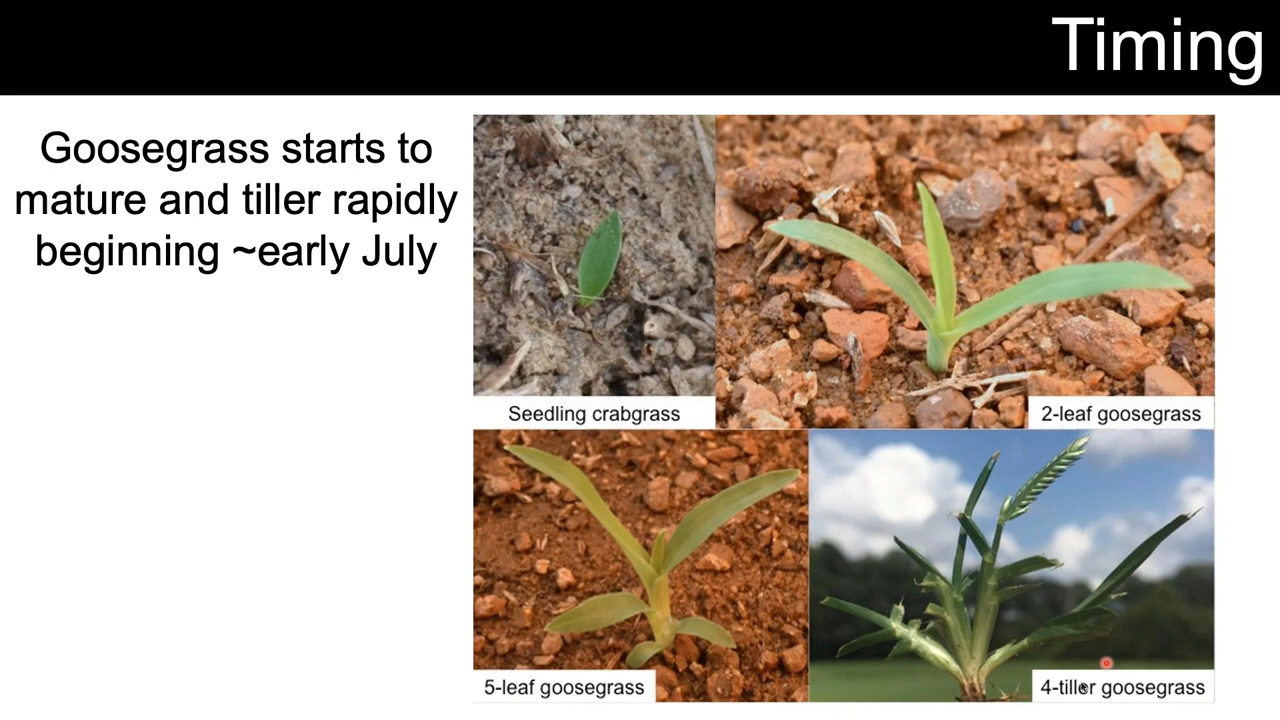 Timing
Goosegrass starts to
mature and tiller rapidly
beginning ~early July
Seedling crabgrass
2-leaf goosegrass
5-leaf goosegrass
4-tiller goosegrass